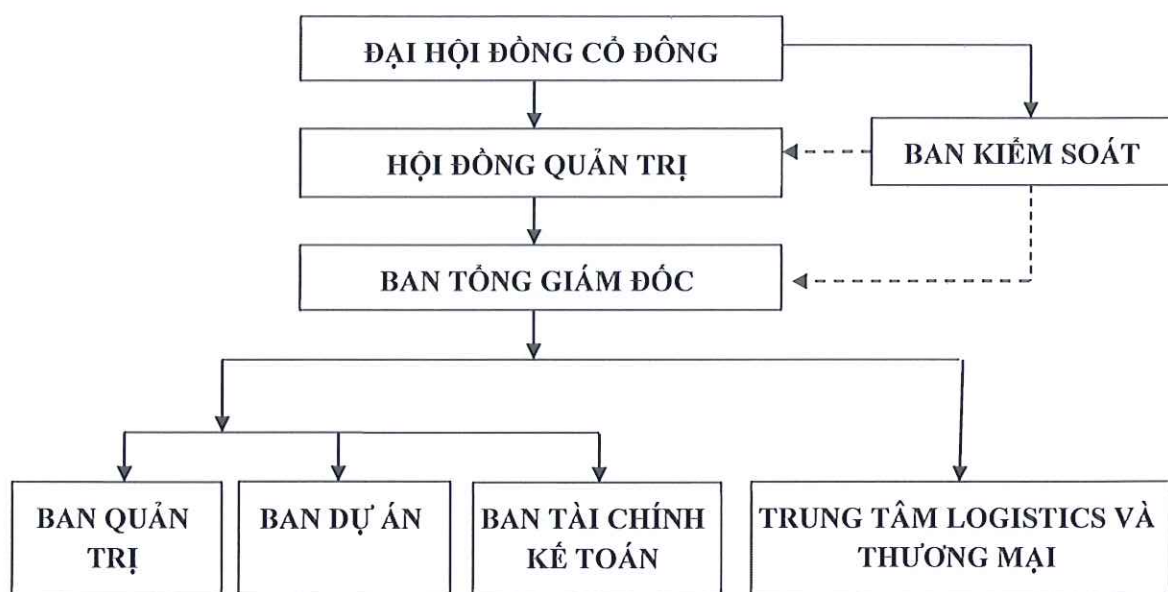 ĐẠI HỘI ĐỒNG CỔ ĐÔNG
HỘI ĐỒNG QUẢN TRỊ
BAN KIỂM SOÁT
BAN TỔNG GIÁM ĐỐC
BAN QUẢN
TRỊ
BAN DỰ ÁN
BAN TÀI CHÍNH
KẾ TOÁN
TRUNG TÂM LOGISTICS VÀ
THƯƠNG MẠI